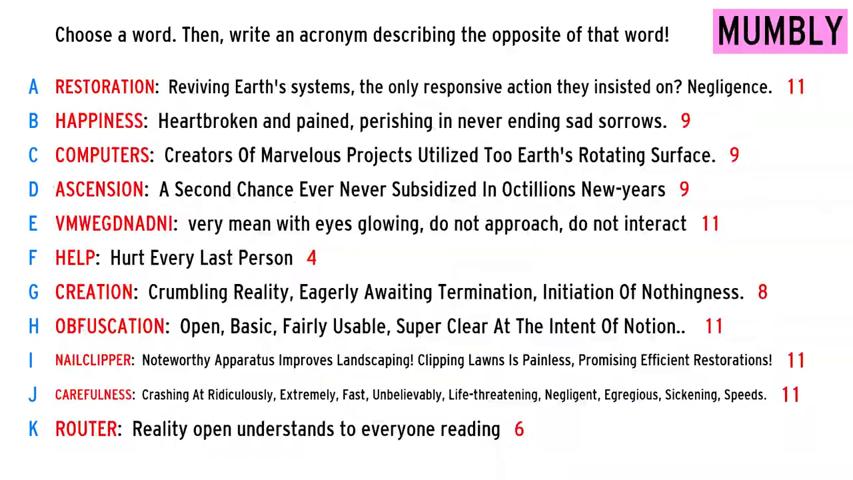 Choose a word. Then, write an acronym describing the opposite of that word!
MUMBLY
A RESTORATION: Reviving Earth's systems, the only responsive action they insisted on? Negligence. 11
B HAPPINESS: Heartbroken and pained, perishing in never ending sad sorrows. 9
C COMPUTERS: Creators Of Marvelous Projects Utilized Too Earth's Rotating Surface. 9
D ASCENSION: A Second Chance Ever Never Subsidized In Octillions New-years 9
E VMWEGDNADNI: very mean with eyes glowing, do not approach, do not interact 11
F HELP: Hurt Every Last Person 4
G CREATION: Crumbling Reality, Eagerly Awaiting Termination, Initiation Of Nothingness. 8
H OBFUSCATION: Open, Basic, Fairly Usable, Super Clear At The Intent Of Notion.. 11
I NAILCLIPPER: Noteworthy Apparatus Improves Landscaping! Clipping Lawns Is Painless, Promising Efficient Restorations! 11
J CAREFULNESS: Crashing At Ridiculously, Extremely, Fast, Unbelievably, Life-threatening, Negligent, Egregious, Sickening, Speeds. 11
K ROUTER: Reality open understands to everyone reading 6